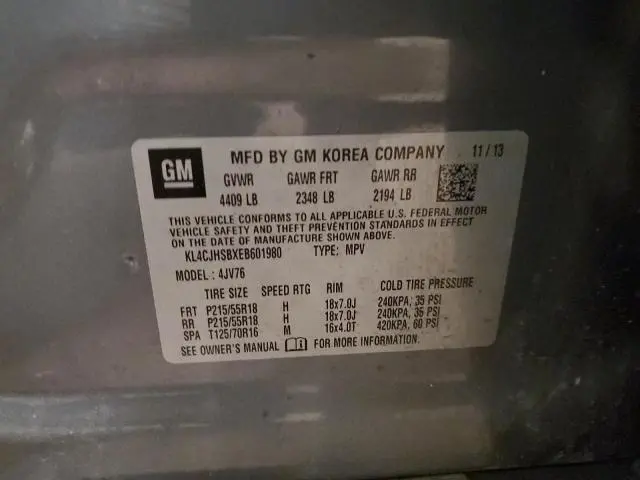 GM MFD BY GM KOREA COMPANY 11 / 13
GVWR GAWR FRT GAWR RR
4409 LB 2348 LB 2194 LB
THIS VEHICLE CONFORMS TO ALL APPLICABLE U.S. FEDERAL MOTOR
VEHICLE SAFETY AND THEFT PREVENTION STANDARDS IN EFFECT
ON THE DATE OF MANUFACTURE SHOWN ABOVE.
KL4CJHSBXEB601980 TYPE: MPV
MODEL : 4JV76
TIRE SIZE SPEED RTG RIM COLD TIRE PRESSURE
FRT P215/55R18 H 18x7.0J 240KPA, 35 PSI
RR P215/55R18 H 18x7.0J 240KPA, 35 PSI
SPA T125/70R16 M 16x4.0T 420KPA, 60 PSI
SEE OWNER'S MANUAL FOR MORE INFORMATION.